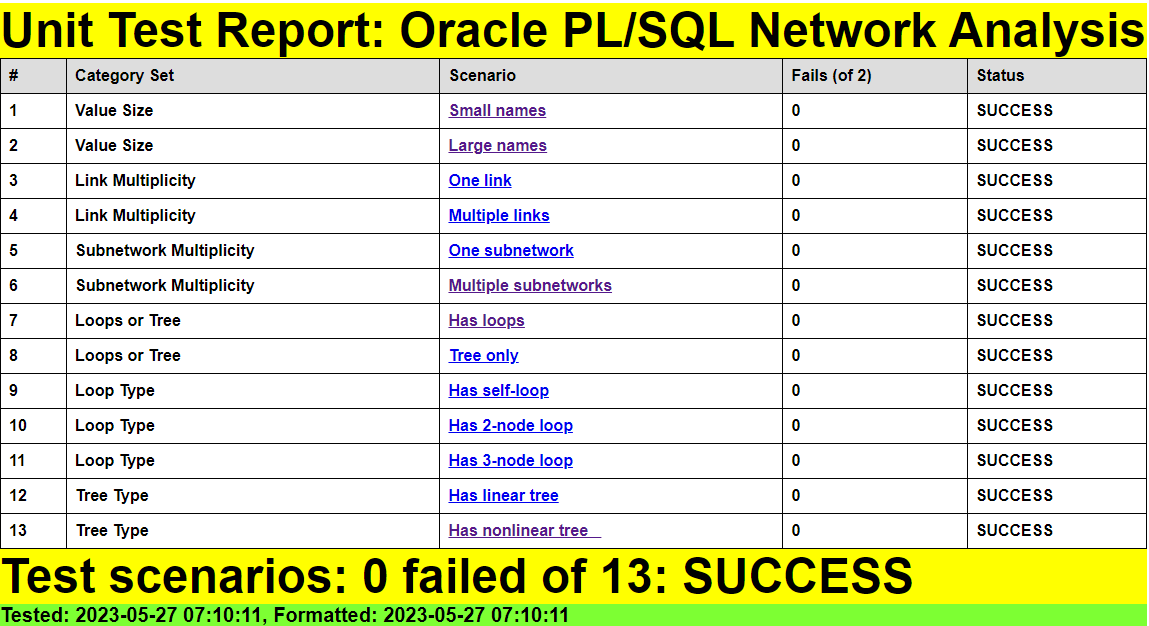 Unit Test Report: Oracle PL/SQL Network Analysis
# Category Set Scenario Fails (of 2) Status
1 Value Size Small names 0 SUCCESS
2 Value Size Large names 0 SUCCESS
3 Link Multiplicity One link 0 SUCCESS
4 Link Multiplicity Multiple links 0 SUCCESS
5 Subnetwork Multiplicity One subnetwork 0 SUCCESS
6 Subnetwork Multiplicity Multiple subnetworks 0 SUCCESS
7 Loops or Tree Has loops 0 SUCCESS
8 Loops or Tree Tree only 0 SUCCESS
9 Loop Type Has self-loop 0 SUCCESS
10 Loop Type Has 2-node loop 0 SUCCESS
11 Loop Type Has 3-node loop 0 SUCCESS
12 Tree Type Has linear tree 0 SUCCESS
13 Tree Type Has nonlinear tree 0 SUCCESS
Test scenarios: 0 failed of 13: SUCCESS
Tested: 2023-05-27 07:10:11, Formatted: 2023-05-27 07:10:11